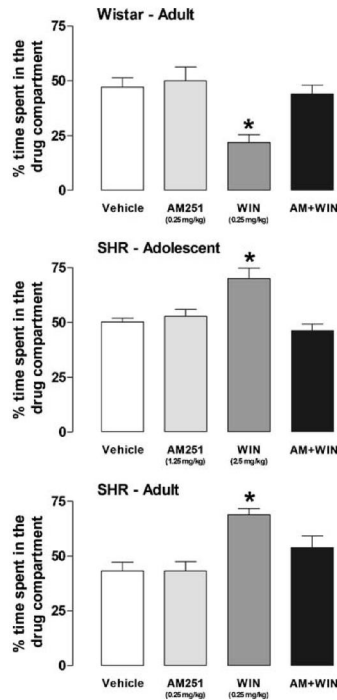 Wistar - Adult
% time spent in the
drug compartment
75
50
25
0
*
Vehicle AM251 WIN AM+WIN
(0.25 mg/kg) (0.25 mg/kg)
SHR - Adolescent
% time spent in the
drug compartment
75
50
25
0
*
Vehicle AM251 WIN AM+WIN
(1.25 mg/kg) (2.5 mg/kg)
SHR - Adult
% time spent in the
drug compartment
75
50
25
0
*
Vehicle AM251 WIN AM+WIN
(0.25 mg/kg) (0.25 mg/kg)